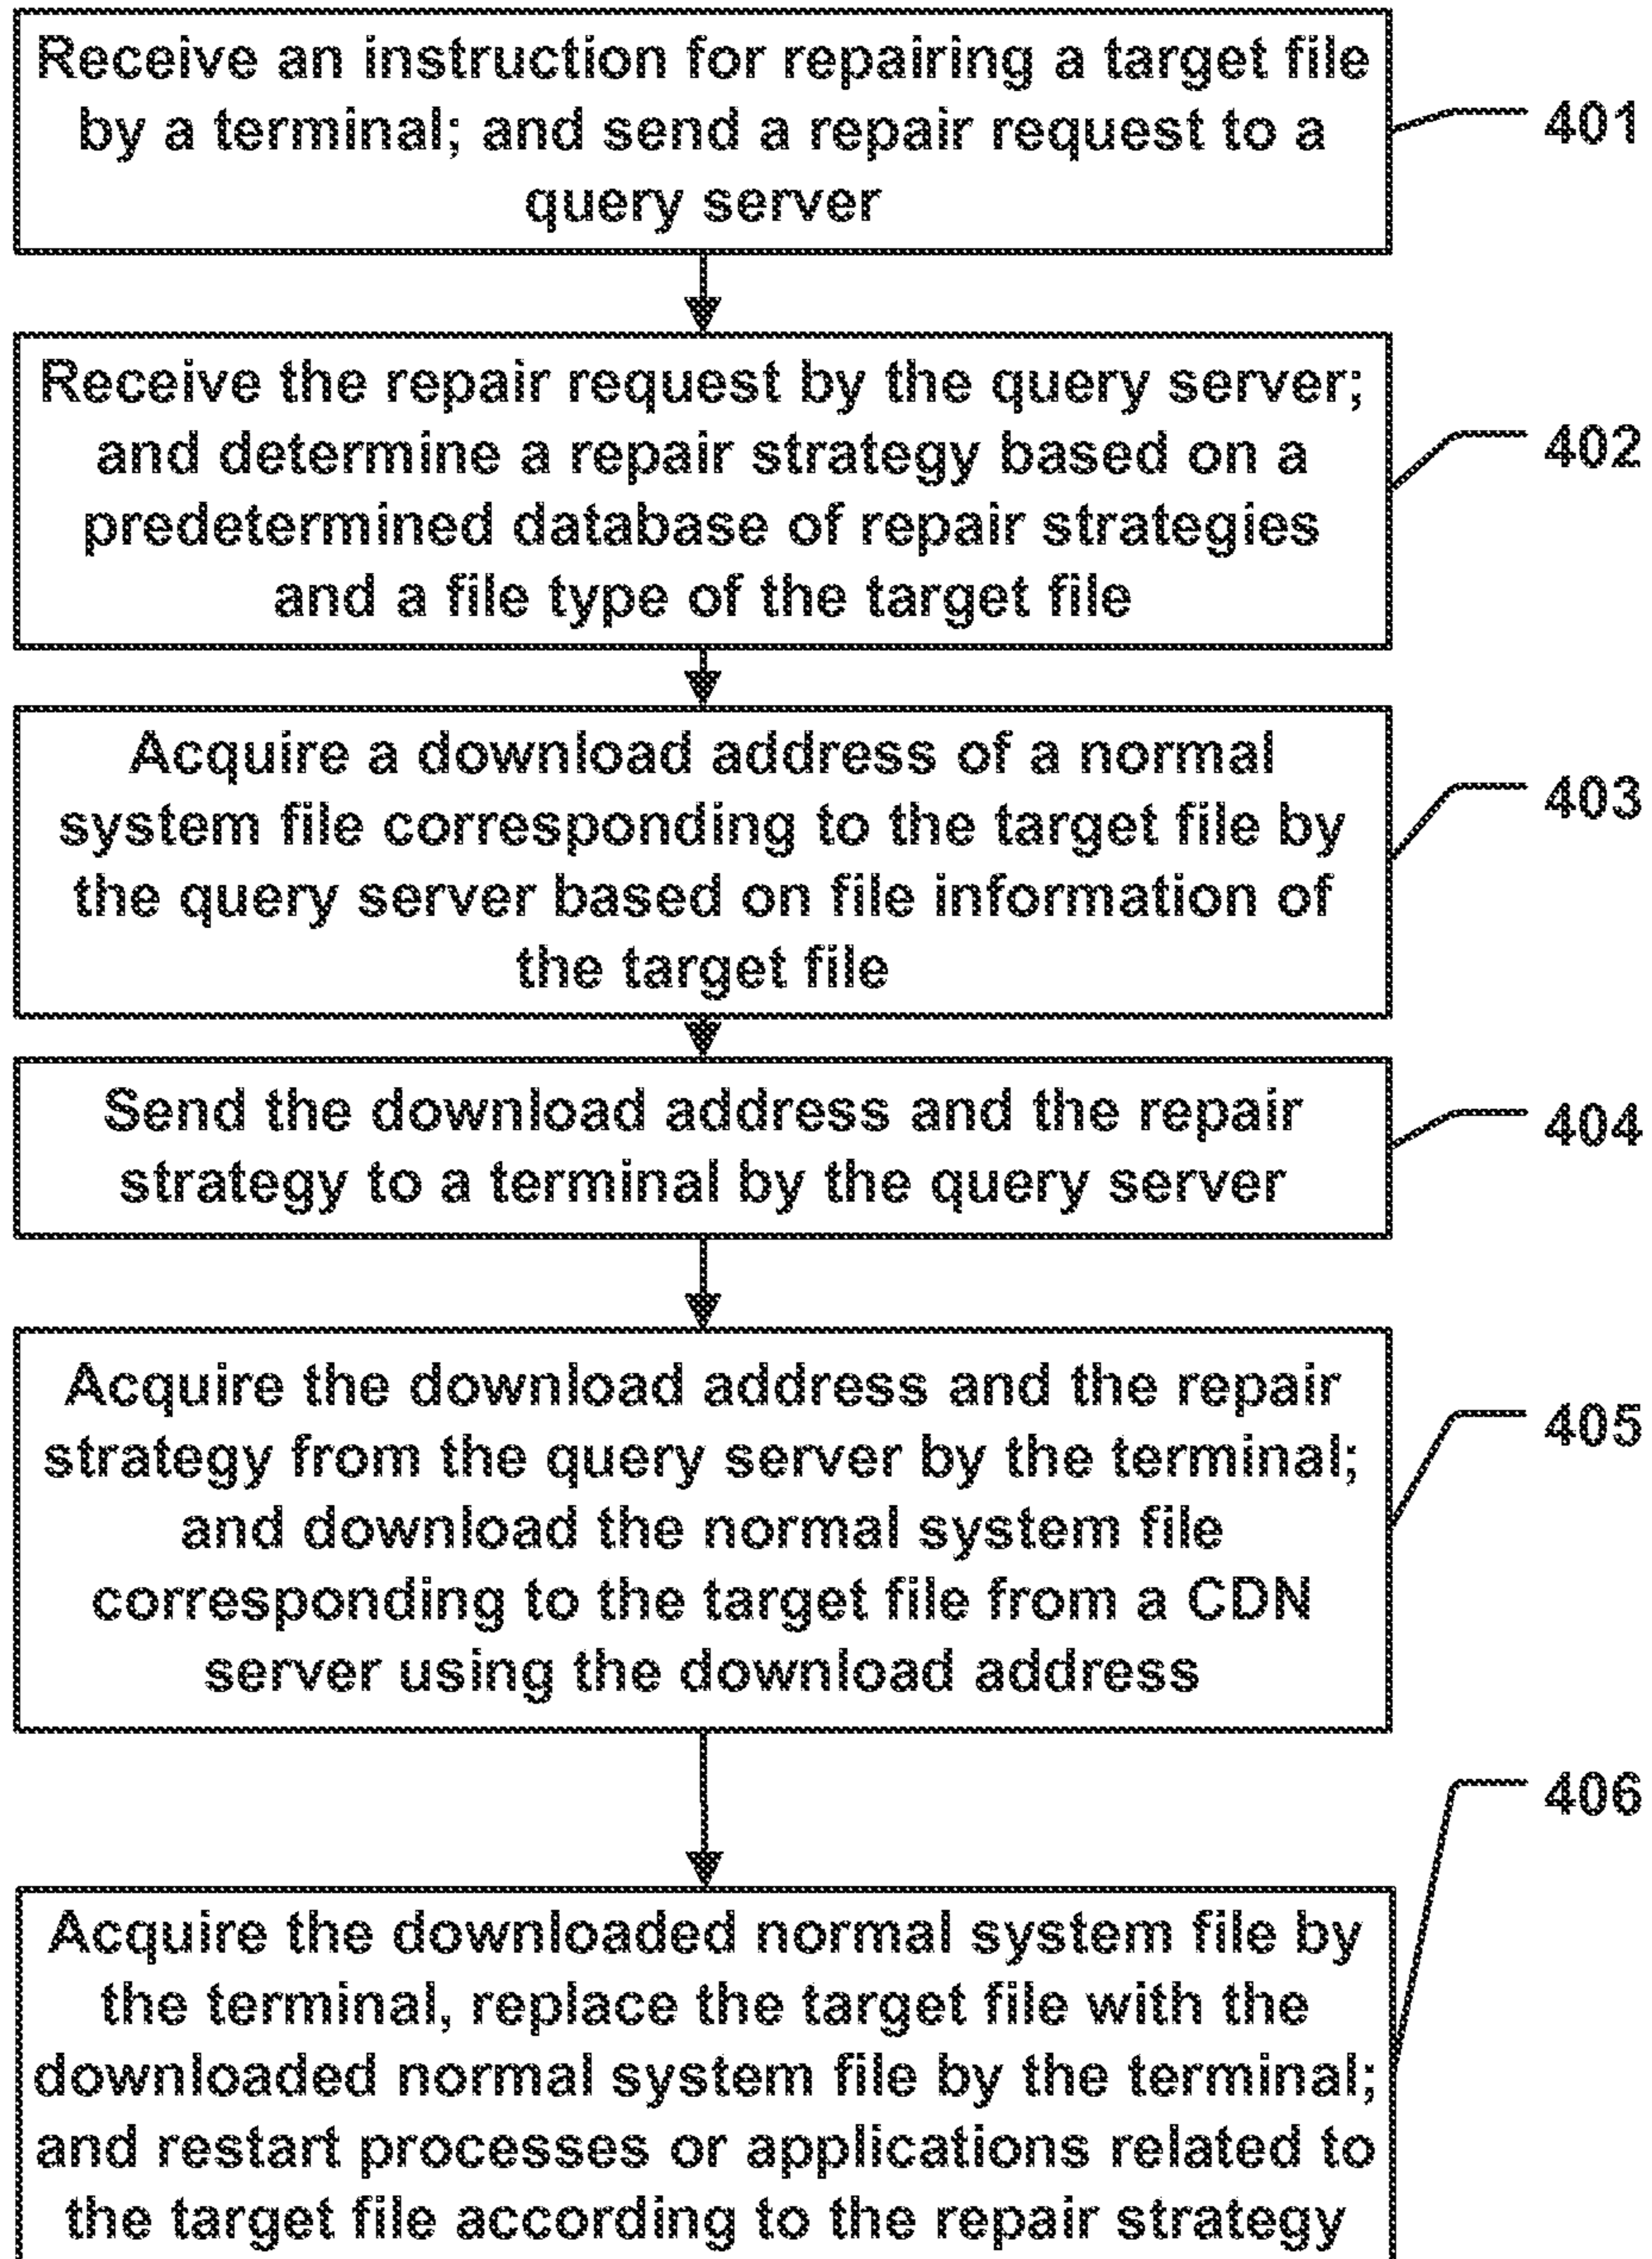 Receive an instruction for repairing a target file
by a terminal; and send a repair request to a
query server
401
Receive the repair request by the query server;
and determine a repair strategy based on a
predetermined database of repair strategies
and a file type of the target file
402
Acquire a download address of a normal
system file corresponding to the target file by
the query server based on file information of
the target file
403
Send the download address and the repair
strategy to a terminal by the query server
404
Acquire the download address and the repair
strategy from the query server by the terminal;
and download the normal system file
corresponding to the target file from a CDN
server using the download address
405
Acquire the downloaded normal system file by
the terminal, replace the target file with the
downloaded normal system file by the terminal;
and restart processes or applications related to
the target file according to the repair strategy
406